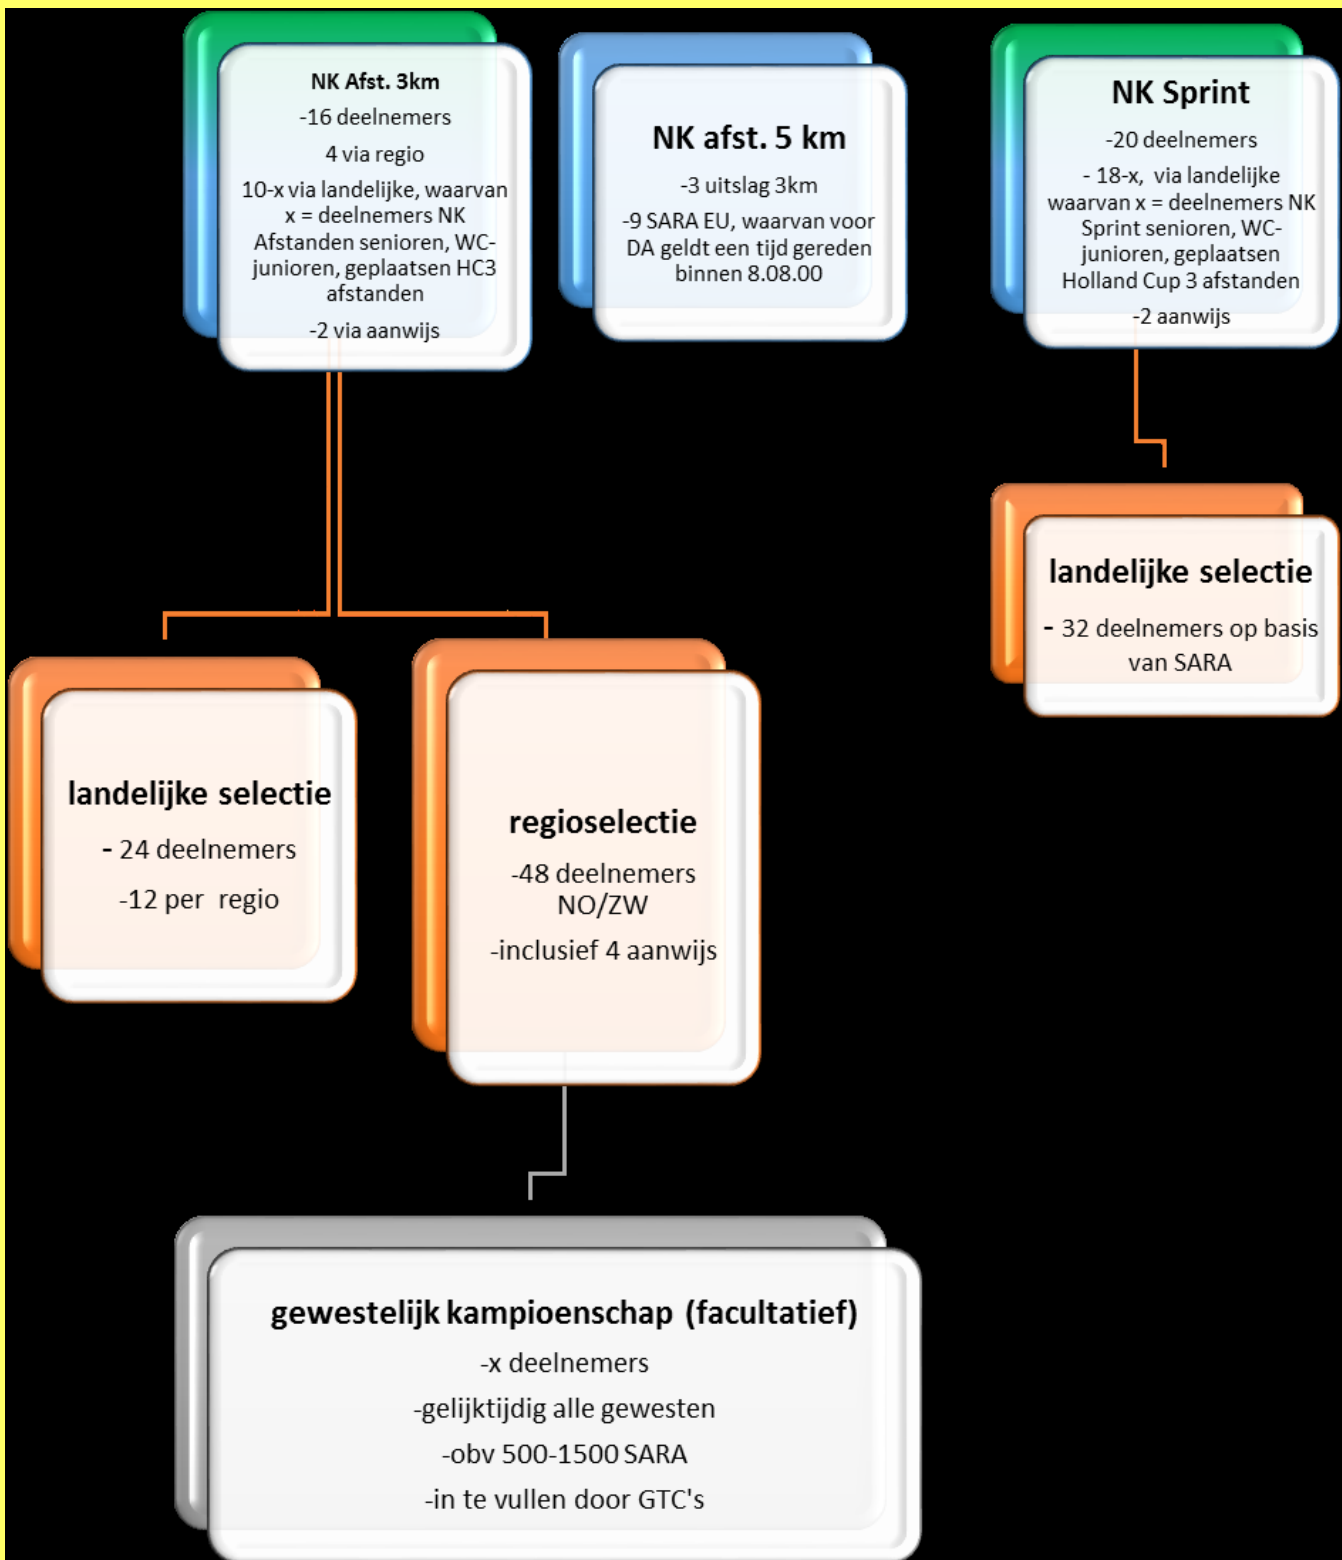 NK Afst. 3km
-16 deelnemers
4 via regio
10-x via landelijke, waarvan
x = deelnemers NK
Afstanden senioren, WC-
junioren, geplaatsen HC3
afstanden
-2 via aanwijs
NK afst. 5 km
-3 uitslag 3km
-9 SARA EU, waarvan voor
DA geldt een tijd gereden
binnen 8.08.00
NK Sprint
-20 deelnemers
- 18-x, via landelijke
waarvan x = deelnemers NK
Sprint senioren, WC-
junioren, geplaatsen
Holland Cup 3 afstanden
-2 aanwijs
landelijke selectie
- 32 deelnemers op basis
van SARA
landelijke selectie
- 24 deelnemers
-12 per regio
regioselectie
-48 deelnemers
NO/ZW
-inclusief 4 aanwijs
gewestelijk kampioenschap (facultatief)
-x deelnemers
-gelijktijdig alle gewesten
-obv 500-1500 SARA
-in te vullen door GTC's